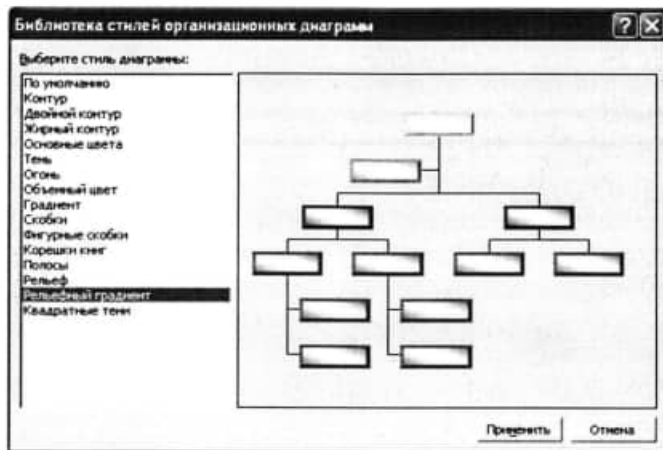 Библиотека стилей организационных диаграмм
Выберите стиль диаграммы:
По умолчанию
Контур
Двойной контур
Жирный контур
Основные цвета
Тень
Огонь
Объемный цвет
Градиент
Скобки
Фигурные скобки
Корешки книг
Полосы
Рельеф
Рельефный градиент
Квадратные тени
Применить
Отмена